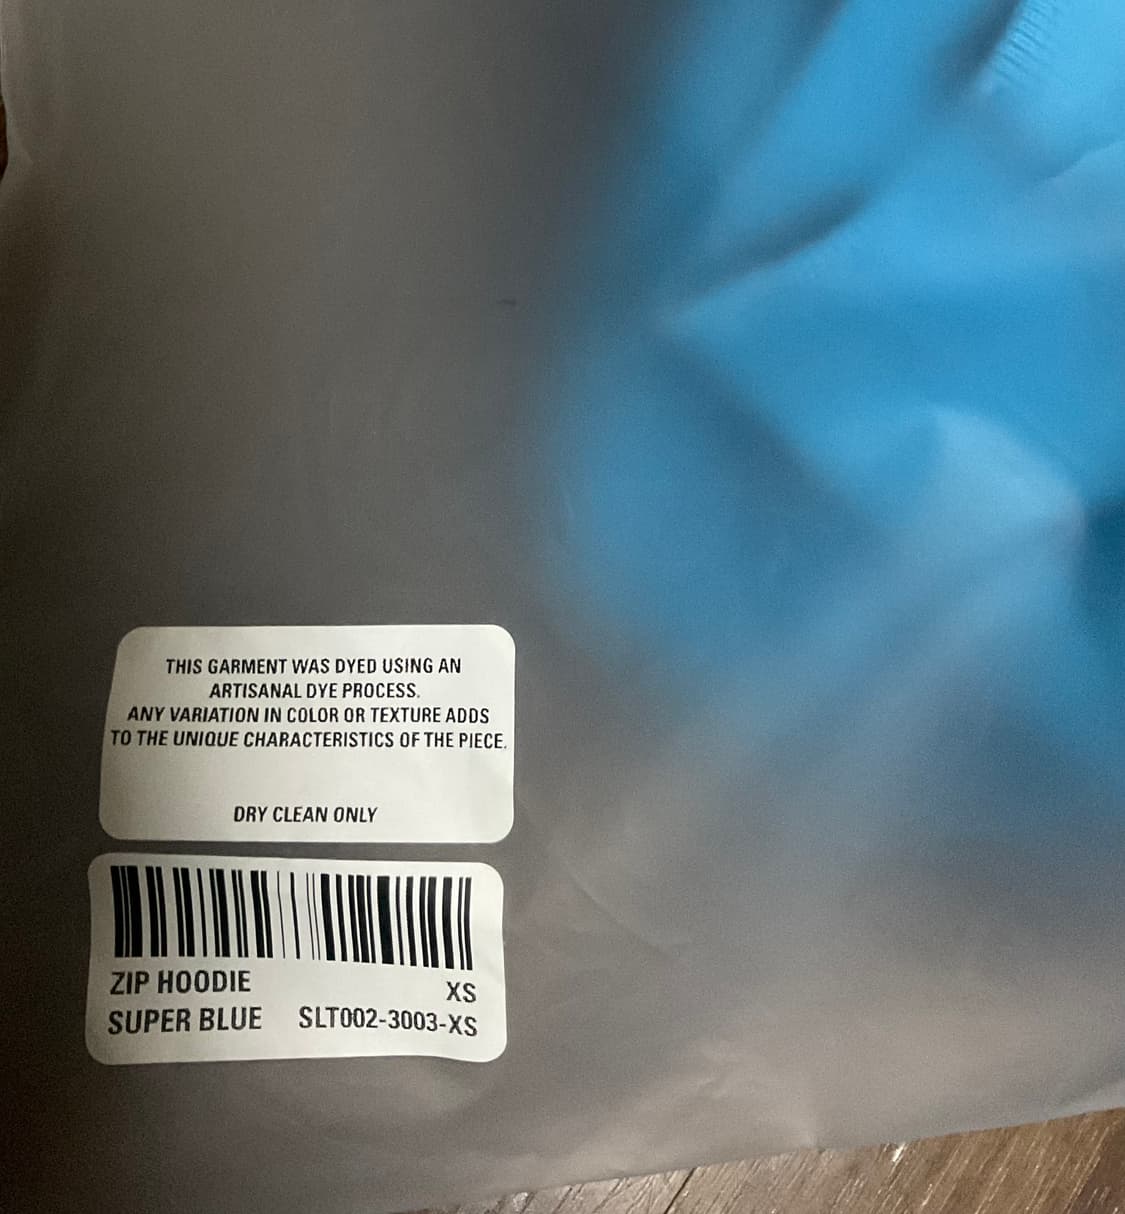 THIS GARMENT WAS DYED USING AN
ARTISANAL DYE PROCESS.
ANY VARIATION IN COLOR OR TEXTURE ADDS
TO THE UNIQUE CHARACTERISTICS OF THE PIECE.
DRY CLEAN ONLY
ZIP HOODIE XS
SUPER BLUE SLT002-3003-XS